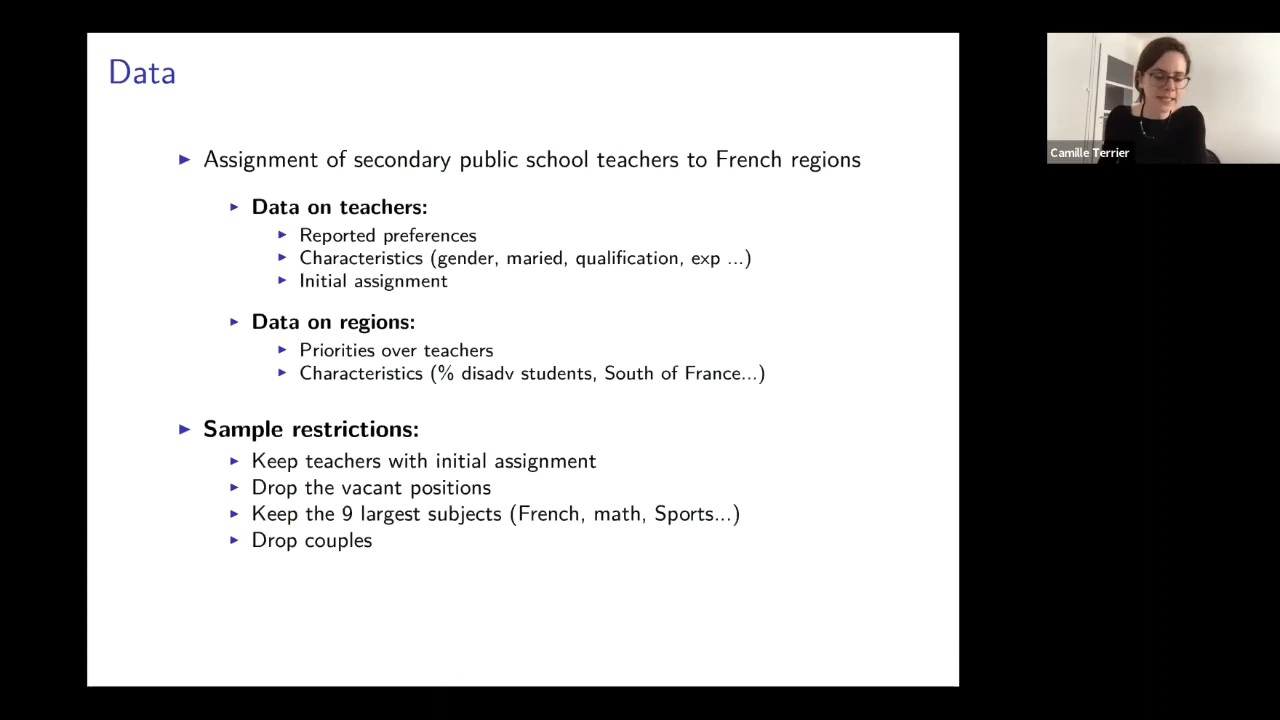 Data
Assignment of secondary public school teachers to French regions
Data on teachers:
Reported preferences
Characteristics (gender, maried, qualification, exp ...)
Initial assignment
Data on regions:
Priorities over teachers
Characteristics (% disadv students, South of France...)
Sample restrictions:
Keep teachers with initial assignment
Drop the vacant positions
Keep the 9 largest subjects (French, math, Sports...)
Drop couples
Camille Terrier